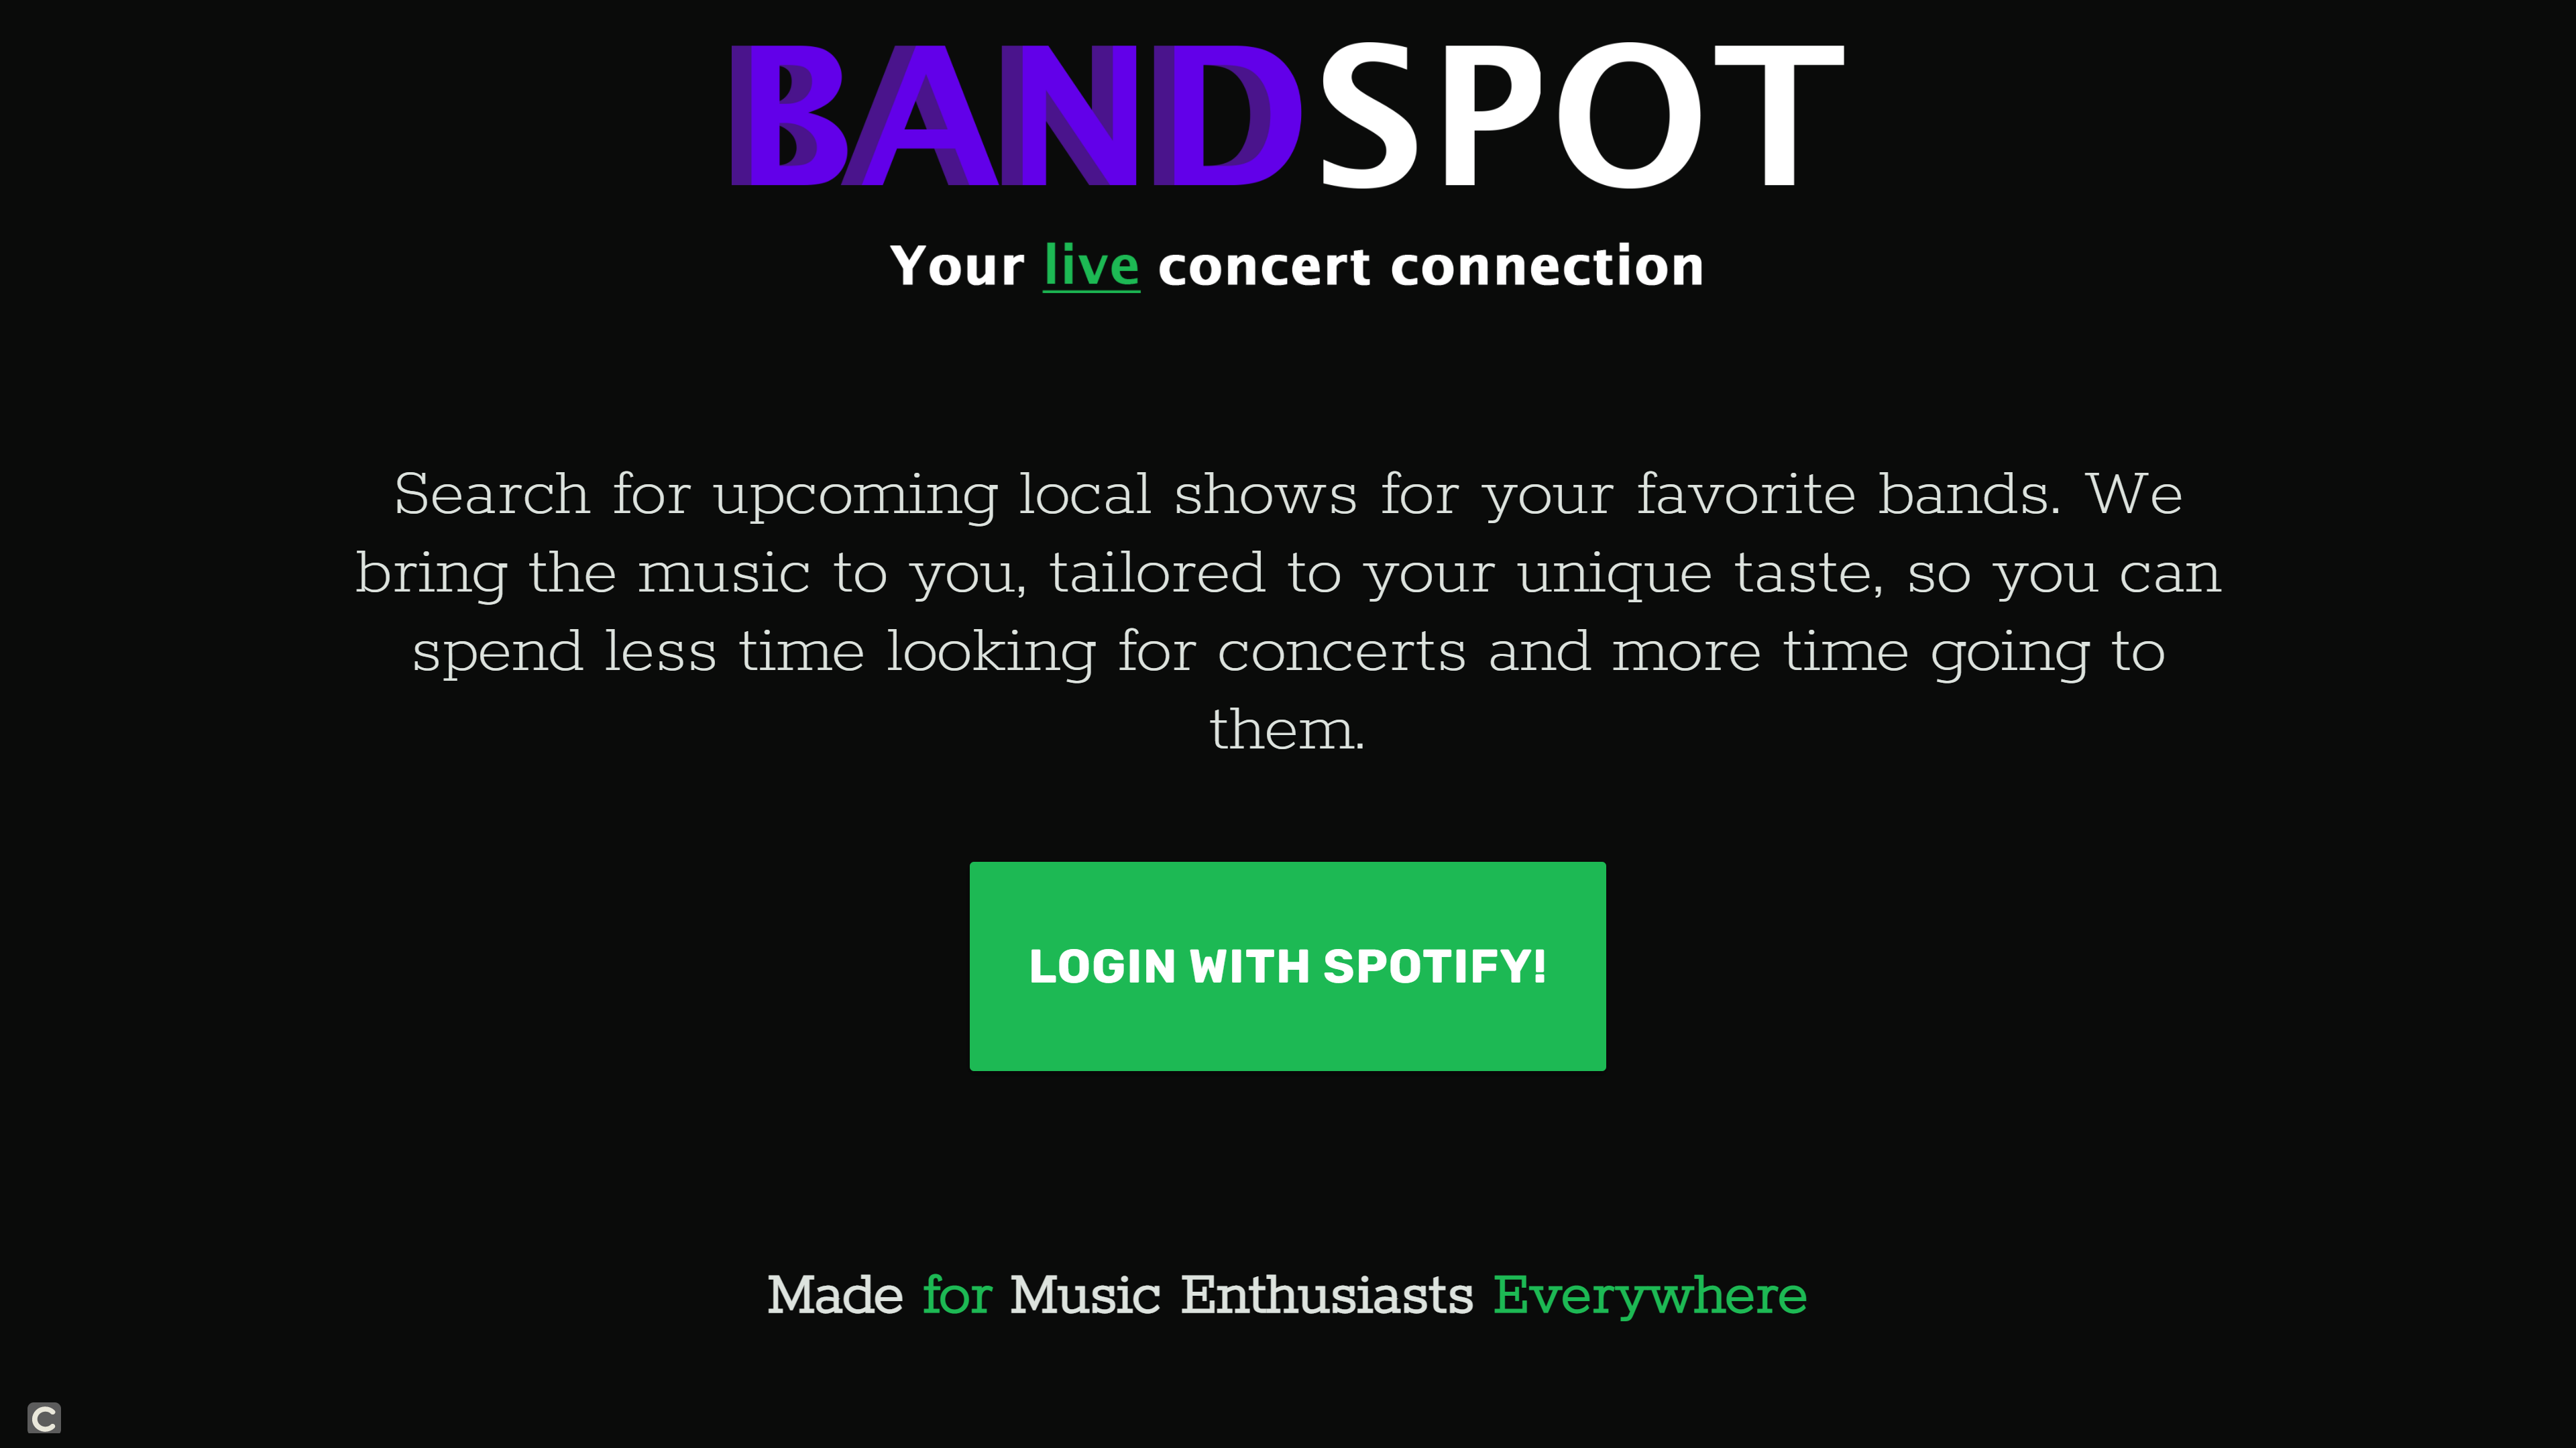 BANDSPOT
Your live concert connection
Search for upcoming local shows for your favorite bands. We
bring the music to you, tailored to your unique taste, so you can
spend less time looking for concerts and more time going to
them.
LOGIN WITH SPOTIFY!
Made for Music Enthusiasts Everywhere
C